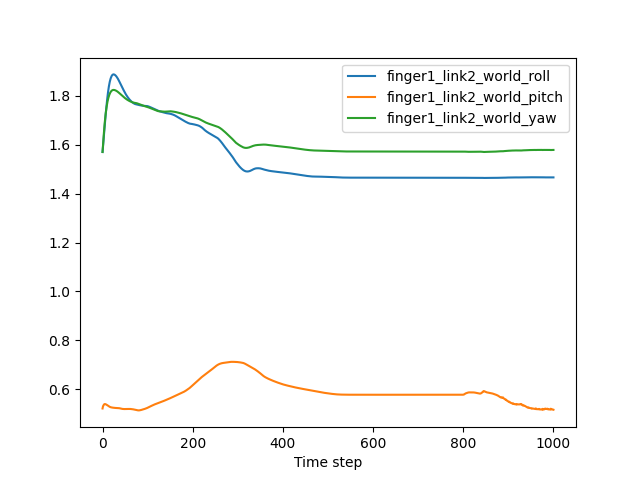 finger1_link2_world_roll
finger1_link2_world_pitch
finger1_link2_world_yaw
1.8
1.6
1.4
1.2
1.0
0.8
0.6
0 200 400 600 800 1000
Time step